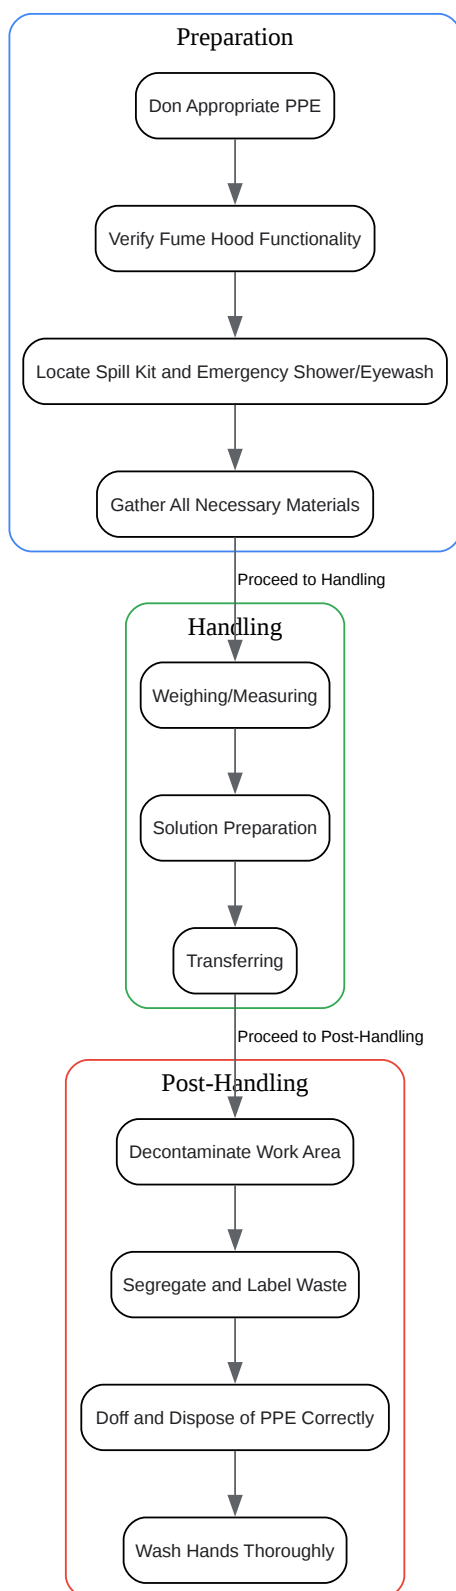 Preparation
Don Appropriate PPE
Verify Fume Hood Functionality
Locate Spill Kit and Emergency Shower/Eyewash
Gather All Necessary Materials
Proceed to Handling
Handling
Weighing/Measuring
Solution Preparation
Transferring
Proceed to Post-Handling
Post-Handling
Decontaminate Work Area
Segregate and Label Waste
Doff and Dispose of PPE Correctly
Wash Hands Thoroughly